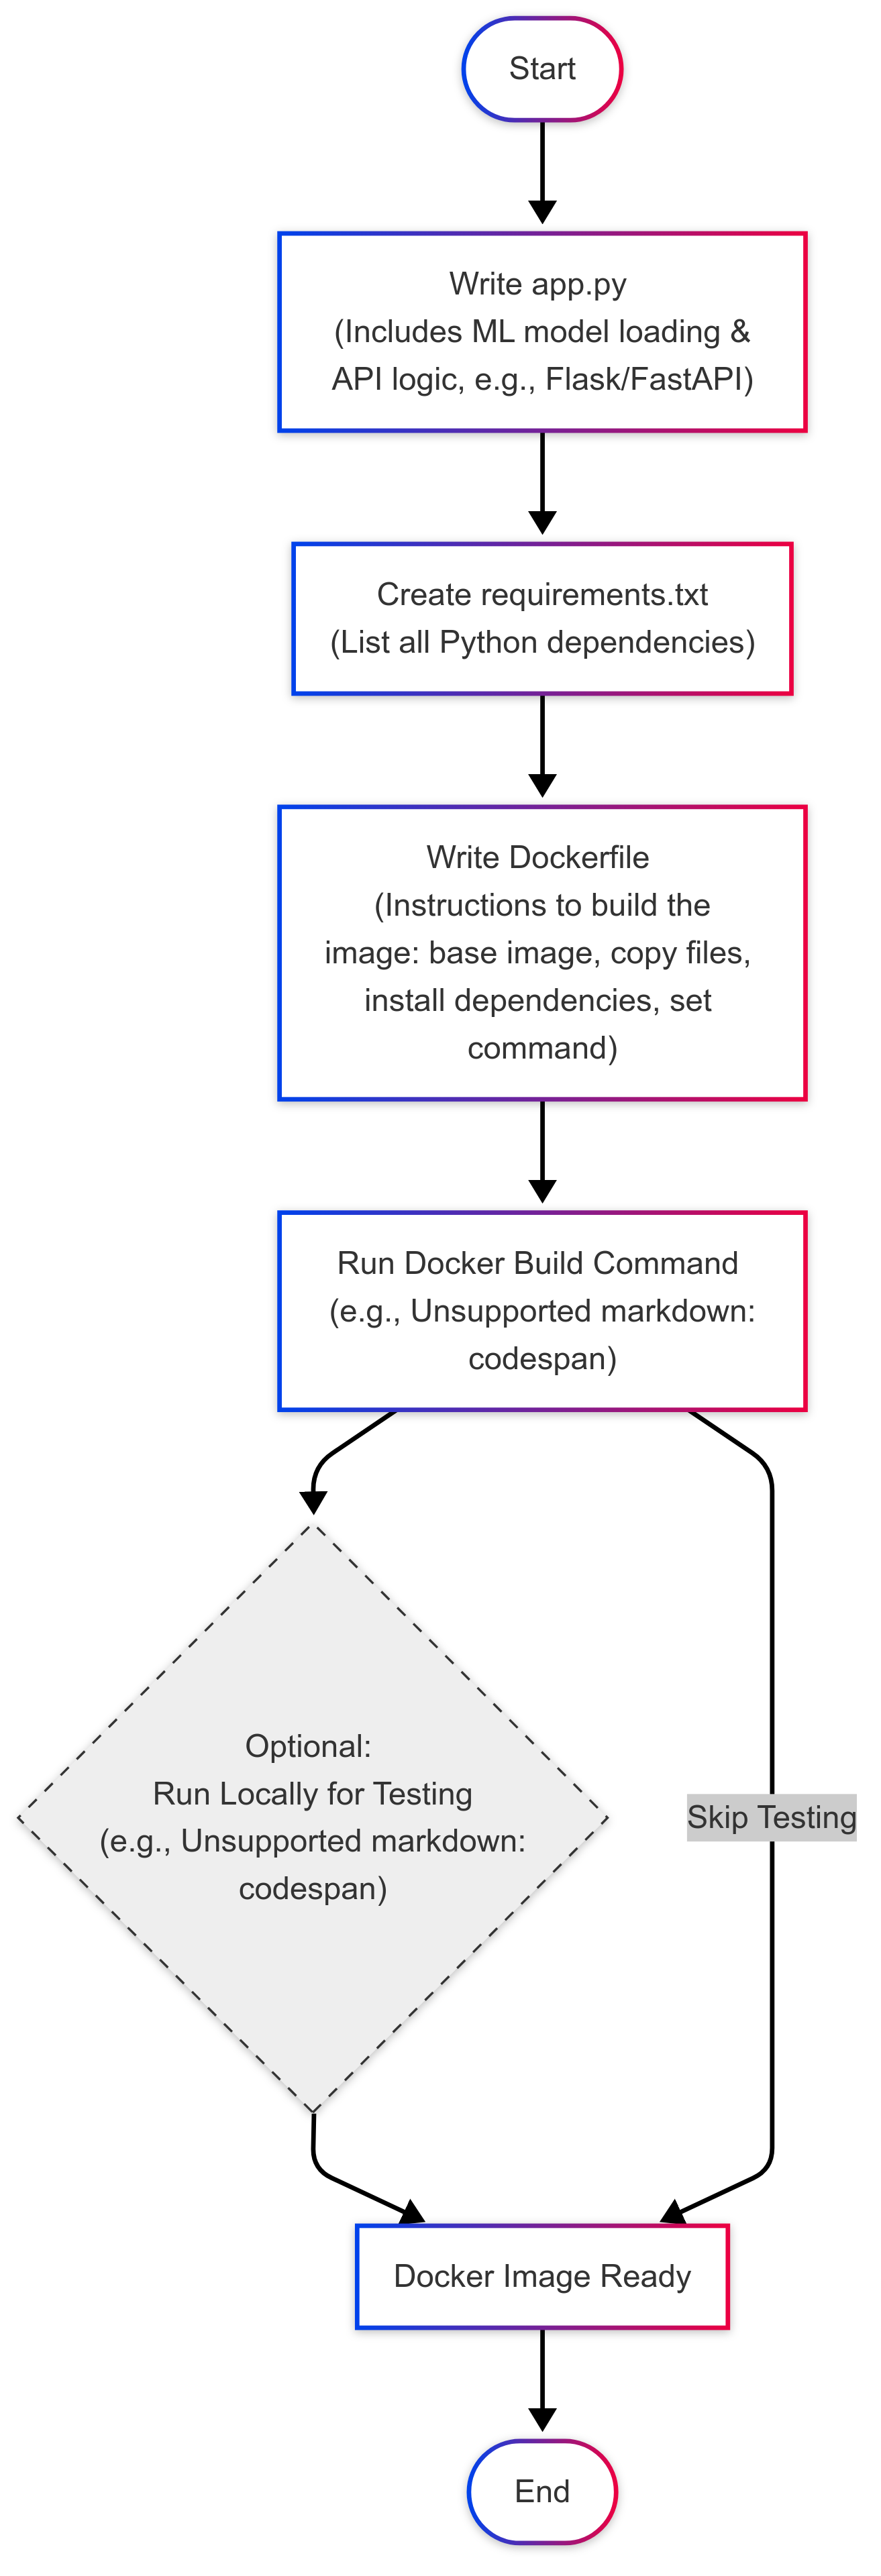 Start
Write app.py
(Includes ML model loading &
API logic, e.g., Flask/FastAPI)
Create requirements.txt
(List all Python dependencies)
Write Dockerfile
(Instructions to build the
image: base image, copy files,
install dependencies, set
command)
Run Docker Build Command
(e.g., Unsupported markdown:
codespan)
Optional:
Run Locally for Testing
(e.g., Unsupported markdown:
codespan)
Skip Testing
Docker Image Ready
End